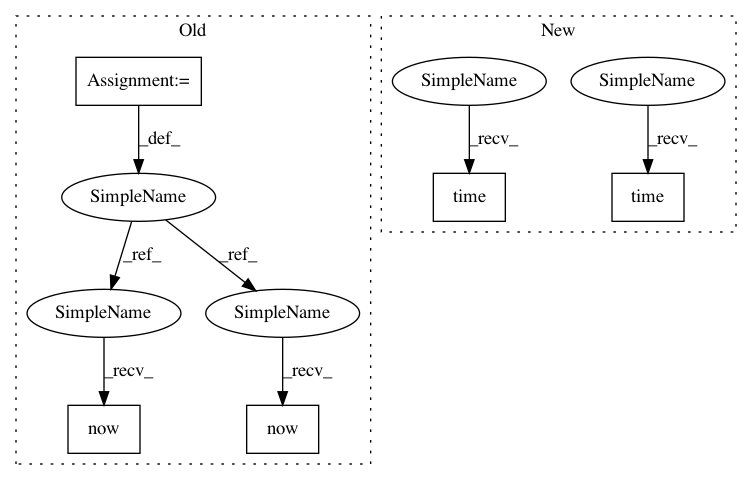 Old
New
Assignment:=
SimpleName
SimpleName
_def_
_recv_
_recv_
SimpleName
time
time
_ref_
_ref_
SimpleName
SimpleName
_recv_
_recv_
now
now